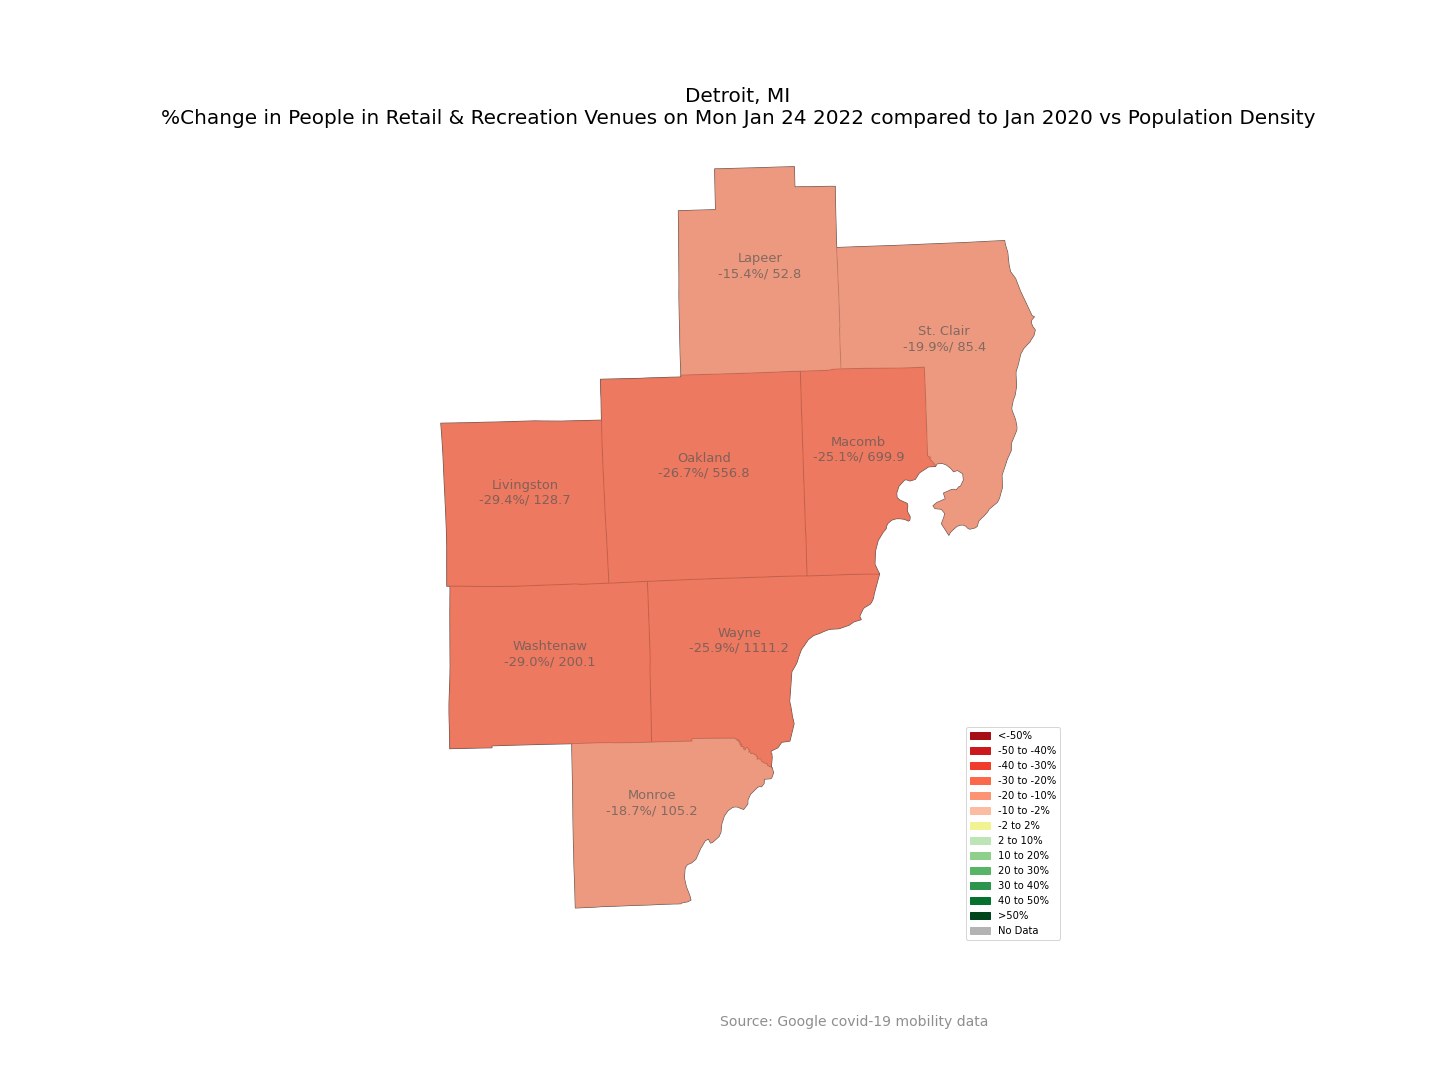 Detroit, MI
%Change in People in Retail & Recreation Venues on Mon Jan 24 2022 compared to Jan 2020 vs Population Density
Lapeer
-15.4%/ 52.8
St. Clair
-19.9%/ 85.4
Macomb
-25.1%/ 699.9
Oakland
-26.7%/ 556.8
Livingston
-29.4%/ 128.7
Wayne
-25.9%/ 1111.2
Washtenaw
-29.0%/ 200.1
Monroe
-18.7%/ 105.2
<-50%
-50 to -40%
-40 to -30%
-30 to -20%
-20 to -10%
-10 to -2%
-2 to 2%
2 to 10%
10 to 20%
20 to 30%
30 to 40%
40 to 50%
>50%
No Data
Source: Google covid-19 mobility data